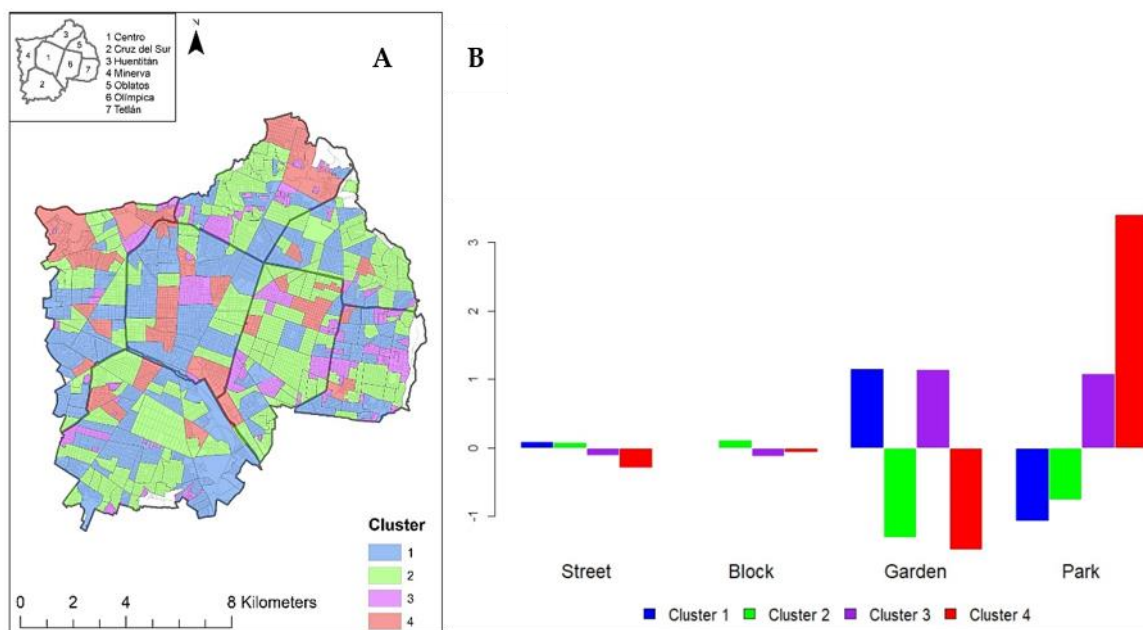 1 Centro
2 Cruz del Sur
3 Huentitán
4 Minerva
5 Oblatos
6 Olímpica
7 Tetlán
3
5
4
1
6
7
2
N
A
B
Cluster
1
2
3
4
0 2 4 8 Kilometers
3
2
1
0
-1
Street Block Garden Park
Cluster 1 Cluster 2 Cluster 3 Cluster 4